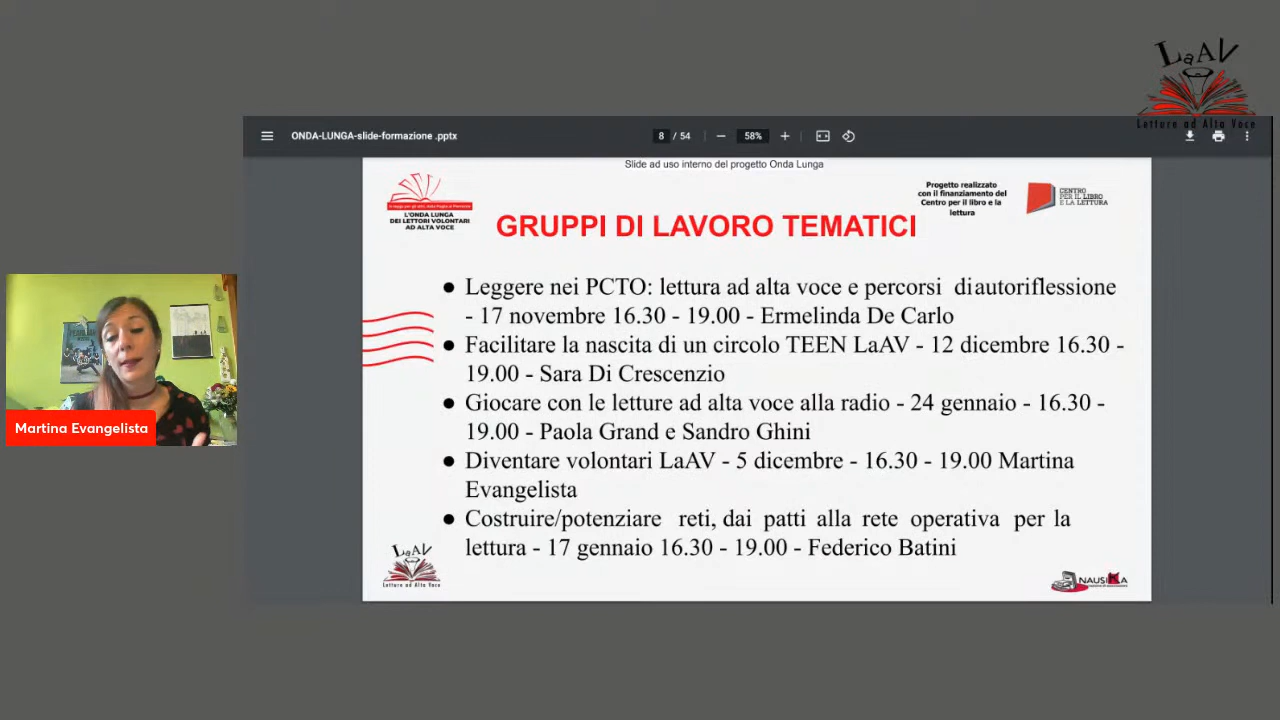 LaAV
Letture ad Alta Voce
ONDA-LUNGA-slide-formazione .pptx
8 / 54
58%
Slide ad uso interno del progetto Onda Lunga
L'ONDA LUNGA
DEI LETTORI VOLONTARI
AD ALTA VOCE
Progetto realizzato
con il finanziamento del
Centro per il libro e la
lettura
CENTRO
PER IL LIBRO
E LA LETTURA
GRUPPI DI LAVORO TEMATICI
● Leggere nei PCTO: lettura ad alta voce e percorsi di autoriflessione
- 17 novembre 16.30 - 19.00 - Ermelinda De Carlo
● Facilitare la nascita di un circolo TEEN LaAV - 12 dicembre 16.30 -
19.00 - Sara Di Crescenzio
● Giocare con le letture ad alta voce alla radio - 24 gennaio - 16.30 -
19.00 - Paola Grand e Sandro Ghini
● Diventare volontari LaAV - 5 dicembre - 16.30 - 19.00 Martina
Evangelista
● Costruire/potenziare reti, dai patti alla rete operativa per la
lettura - 17 gennaio 16.30 - 19.00 - Federico Batini
LaAV
Letture ad Alta Voce
NAUSIKA
Martina Evangelista